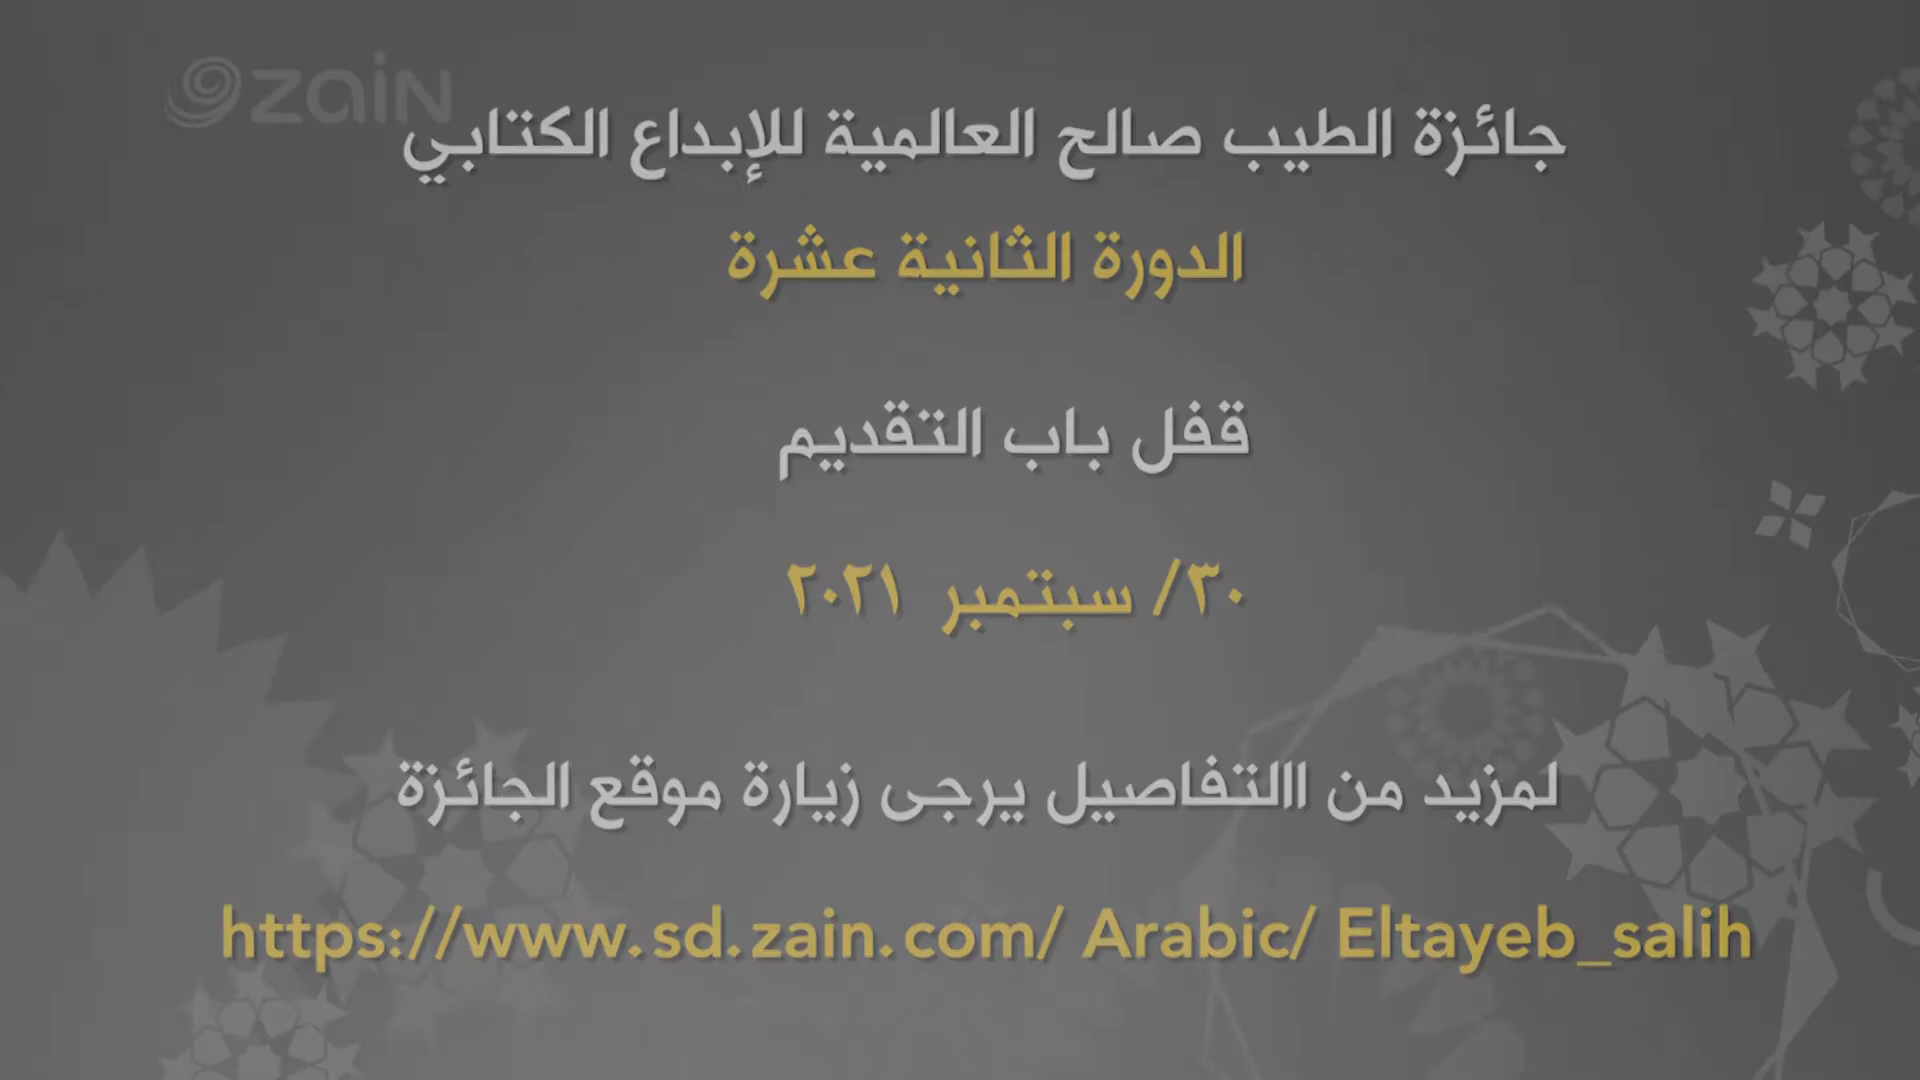 zain
جائزة الطيب صالح العالمية للإبداع الكتابي
الدورة الثانية عشرة
قفل باب التقديم
٣٠/ سبتمبر ٢٠٢١
لمزيد من االتفاصيل يرجى زيارة موقع الجائزة
https://www.sd.zain.com/ Arabic/ Eltayeb_salih